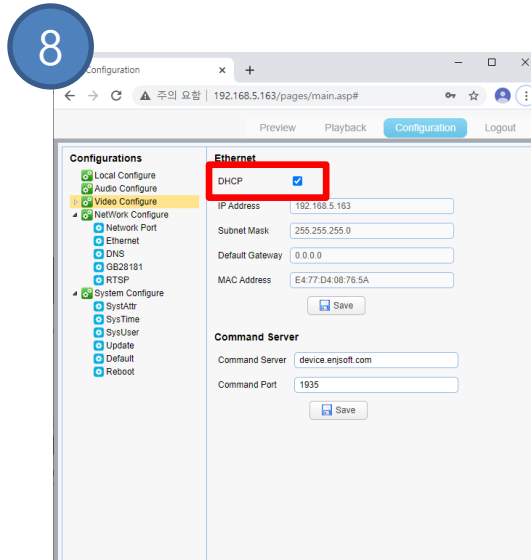 8
Configuration
주의 요함 | 192.168.5.163/pages/main.asp#
Preview Playback Configuration Logout
Configurations
Local Configure
Audio Configure
Video Configure
NetWork Configure
Network Port
Ethernet
DNS
GB28181
RTSP
System Configure
SystAttr
SysTime
SysUser
Update
Default
Reboot
Ethernet
DHCP
IP Address 192.168.5.163
Subnet Mask 255.255.255.0
Default Gateway 0.0.0.0
MAC Address E4:77:D4:08:76:5A
Save
Command Server
Command Server device.enjsoft.com
Command Port 1935
Save